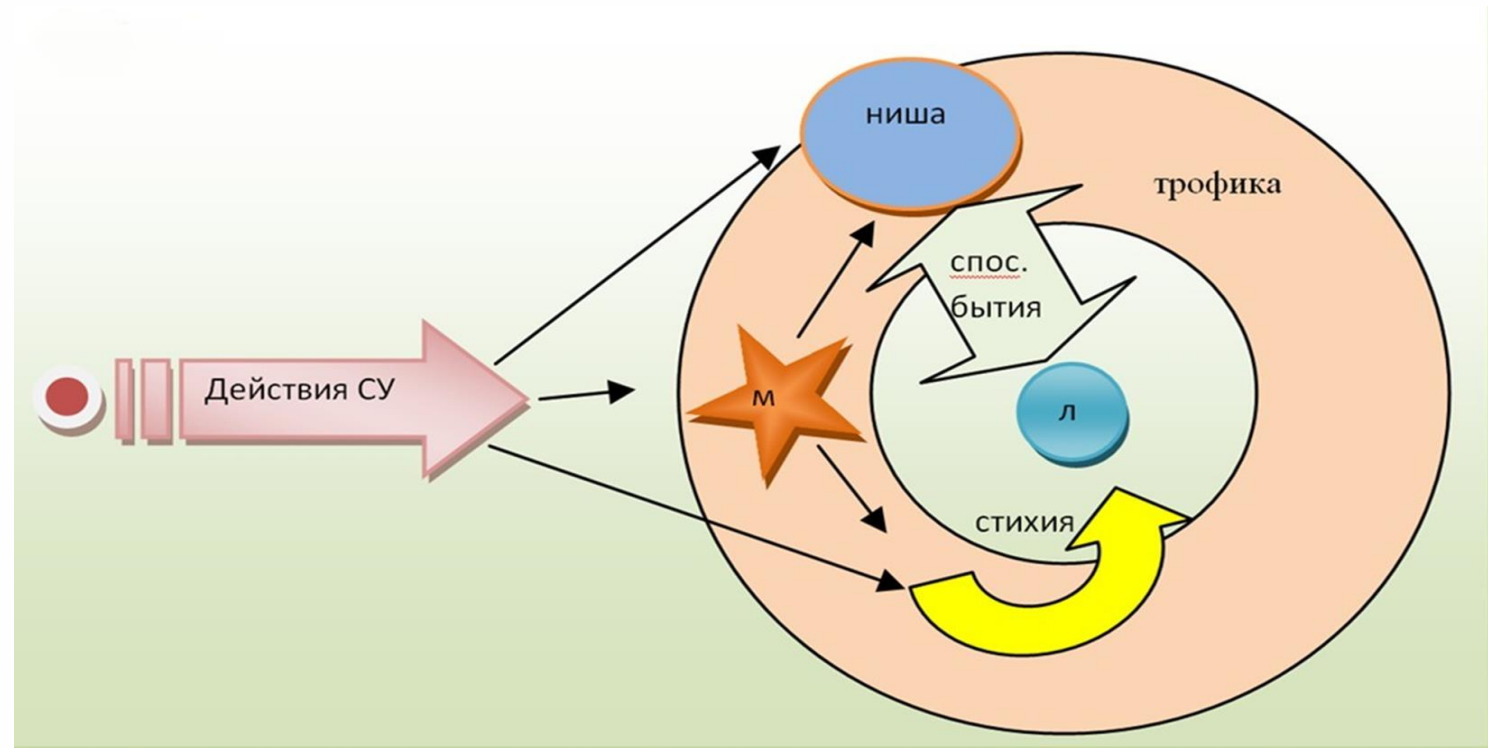 ниша
трофика
спос.
бытия
Действия СУ
м
л
стихия